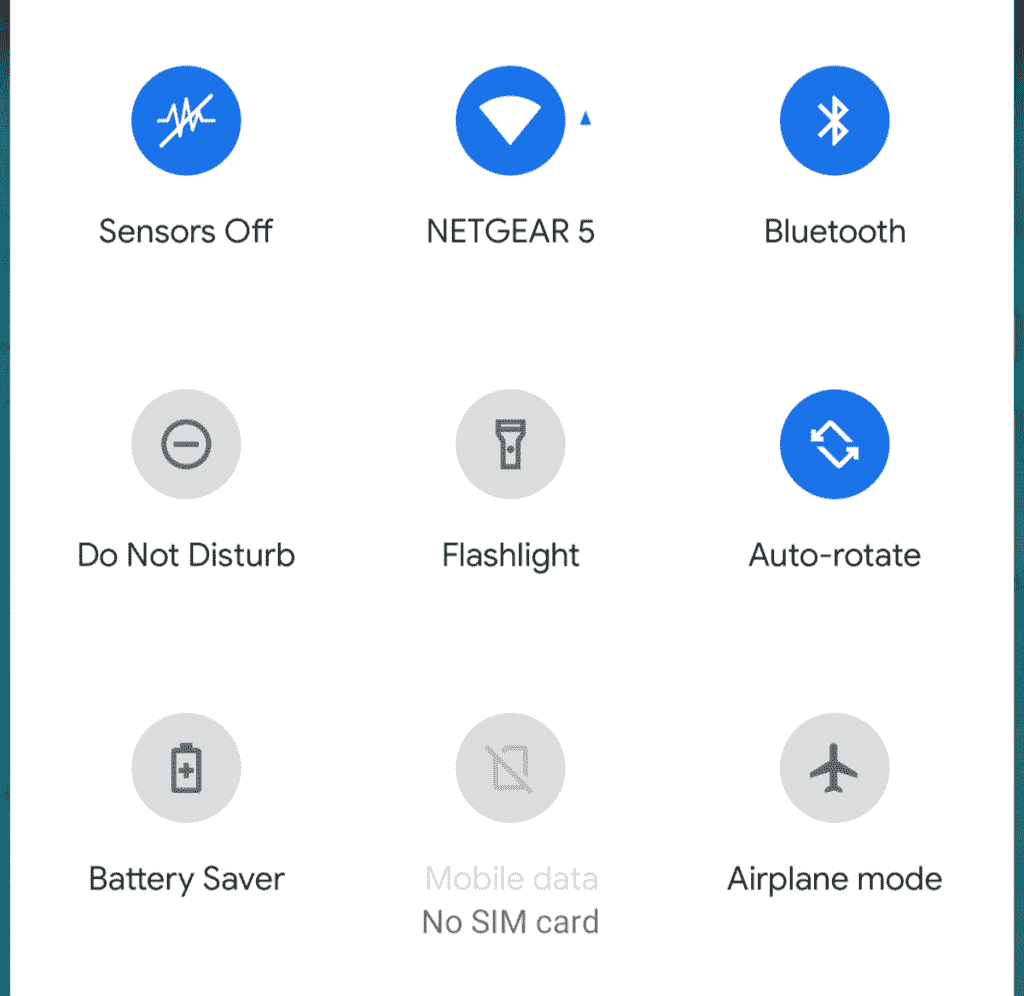 Sensors Off
NETGEAR 5
Bluetooth
Do Not Disturb
Flashlight
Auto-rotate
Battery Saver
Mobile data
No SIM card
Airplane mode